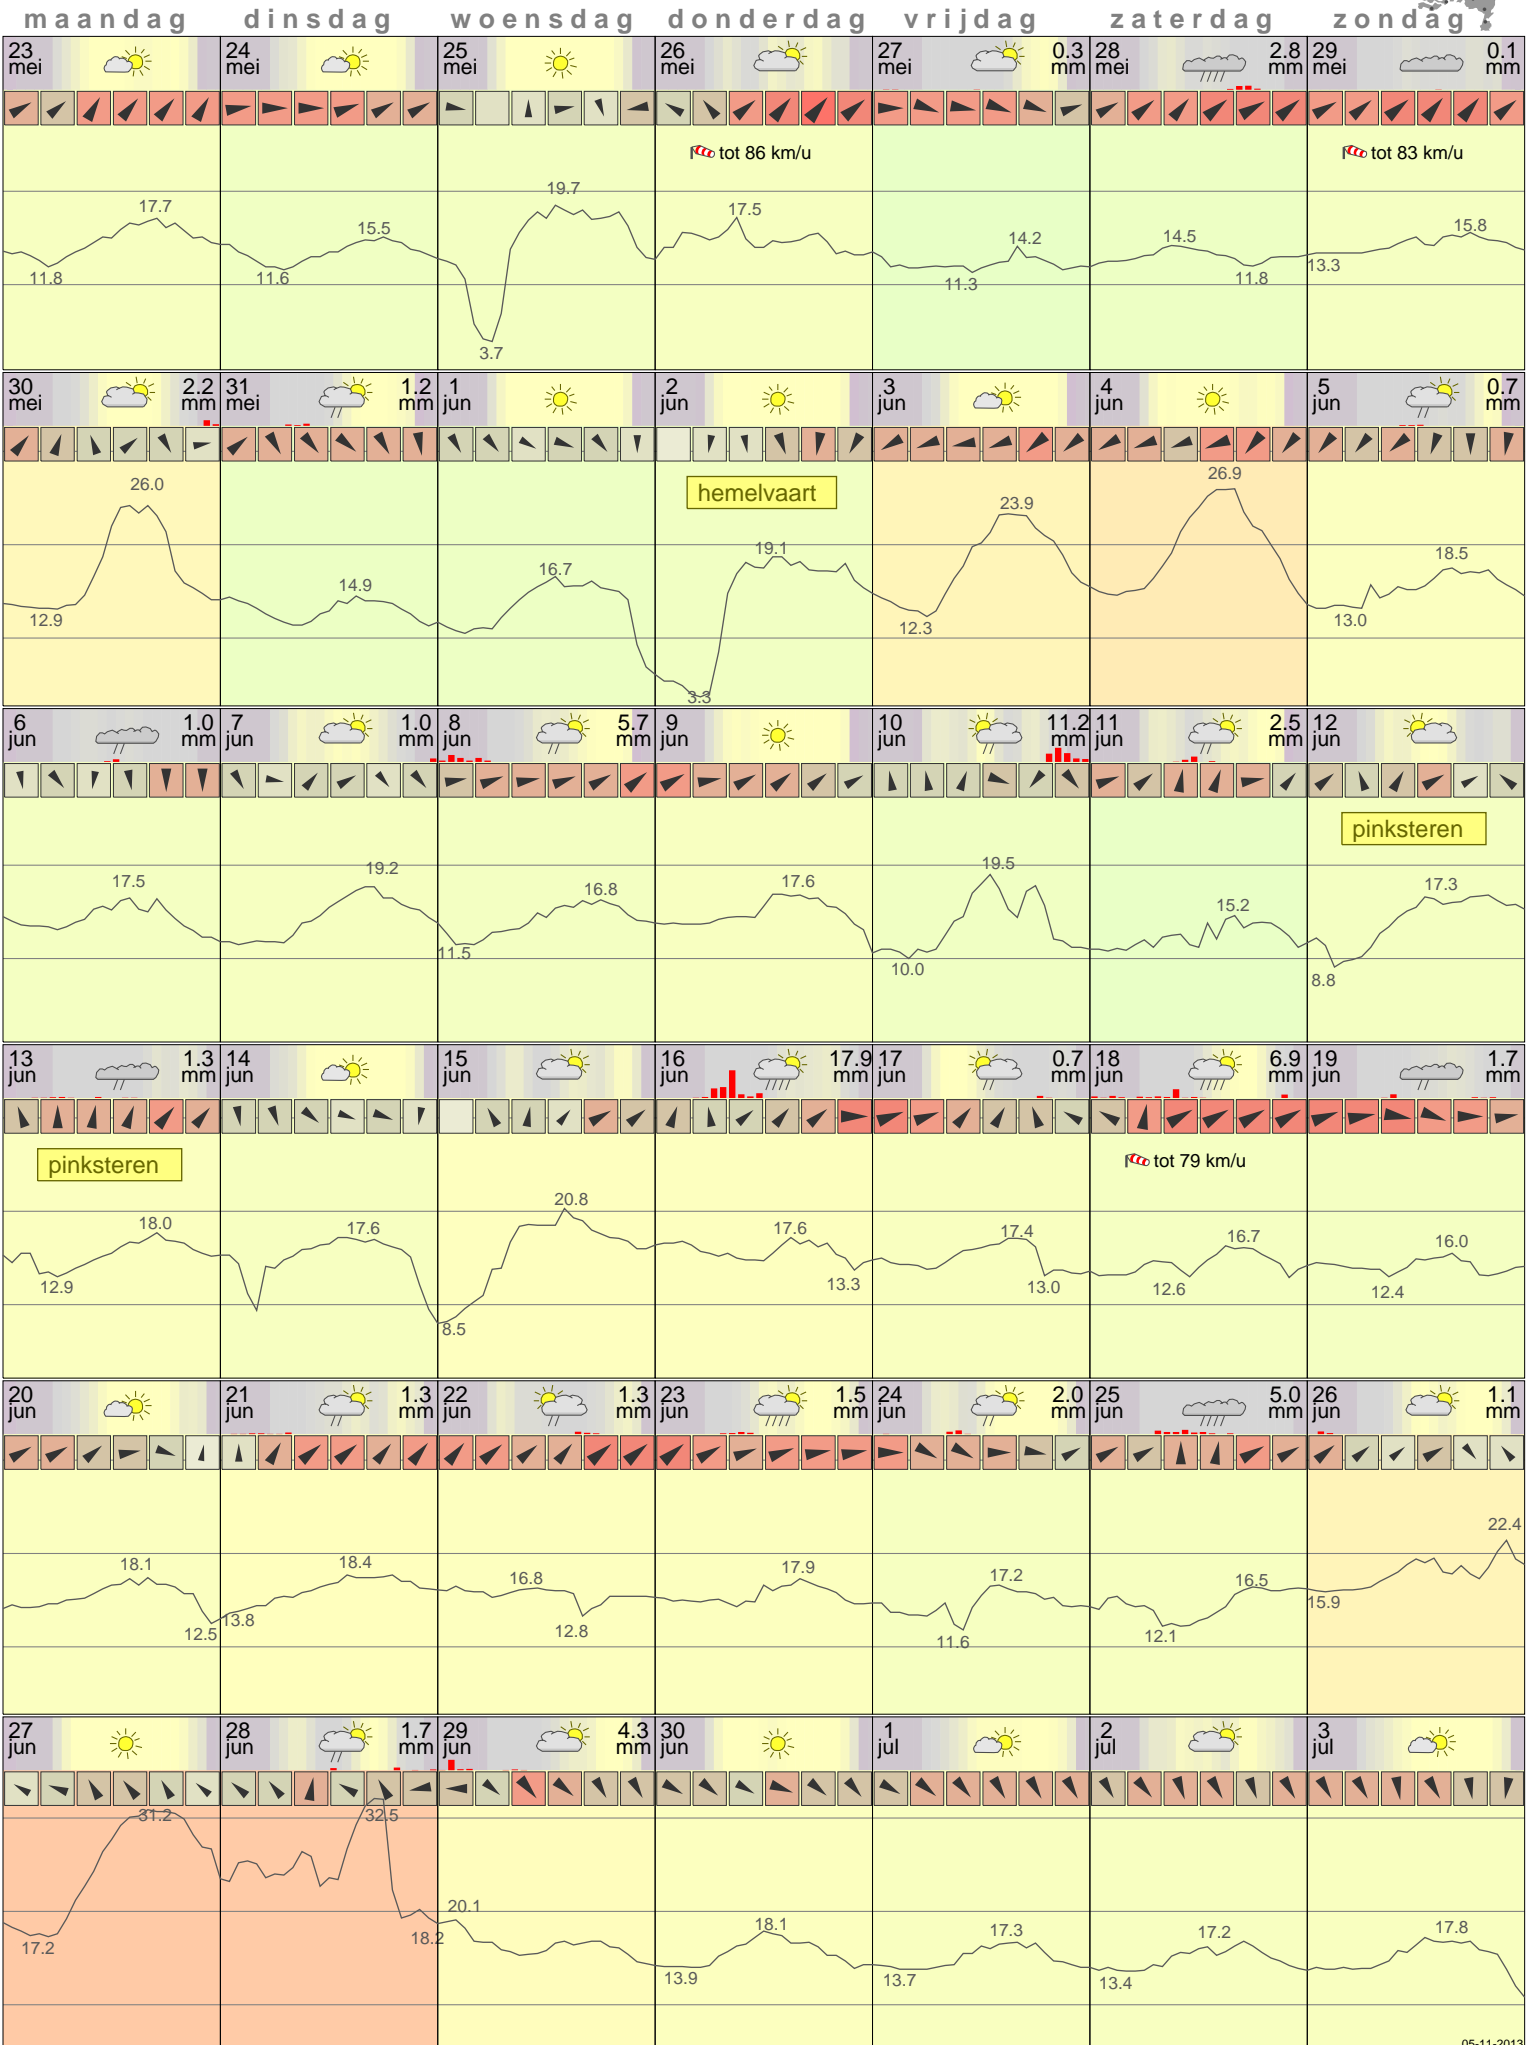 maandag dinsdag woensdag donderdag vrijdag zaterdag zondag
23 24 25 26 27 0.3 28 2.8 29 0.1
mei mei mei mei mei mm mei mm mei mm
tot 86 km/u tot 83 km/u
19.7
17.7 17.5
15.5 14.2 14.5 15.8
11.8 11.6 11.3 11.8 13.3
3.7
30 2.2 31 1.2 1 2 3 4 5 0.7
mei mm mei mm jun jun jun jun jun mm
26.0 hemelvaart 23.9 26.9
14.9 16.7 19.1 18.5
12.9 12.3 13.0
3.3
6 1.0 7 1.0 8 5.7 9 10 11.2 11 2.5 12
jun mm jun mm jun mm jun jun mm jun mm jun
pinksteren
17.5 19.2 16.8 17.6 19.5 15.2 17.3
11.5 10.0 8.8
13 1.3 14 15 16 17.9 17 0.7 18 6.9 19 1.7
jun mm jun jun jun mm jun mm jun mm jun mm
pinksteren tot 79 km/u
20.8
18.0 17.6 17.6 17.4 16.7 16.0
12.9 13.3 13.0 12.6 12.4
8.5
20 21 1.3 22 1.3 23 1.5 24 2.0 25 5.0 26 1.1
jun jun mm jun mm jun mm jun mm jun mm jun mm
22.4
18.1 18.4 16.8 17.9 17.2 16.5
12.5 13.8 12.8 11.6 12.1 15.9
27 28 1.7 29 4.3 30 1 2 3
jun jun mm jun mm jun jul jul jul
31.2 32.5
20.1
17.2 18.2 18.1 17.3 17.2 17.8
13.9 13.7 13.4
05-11-2013